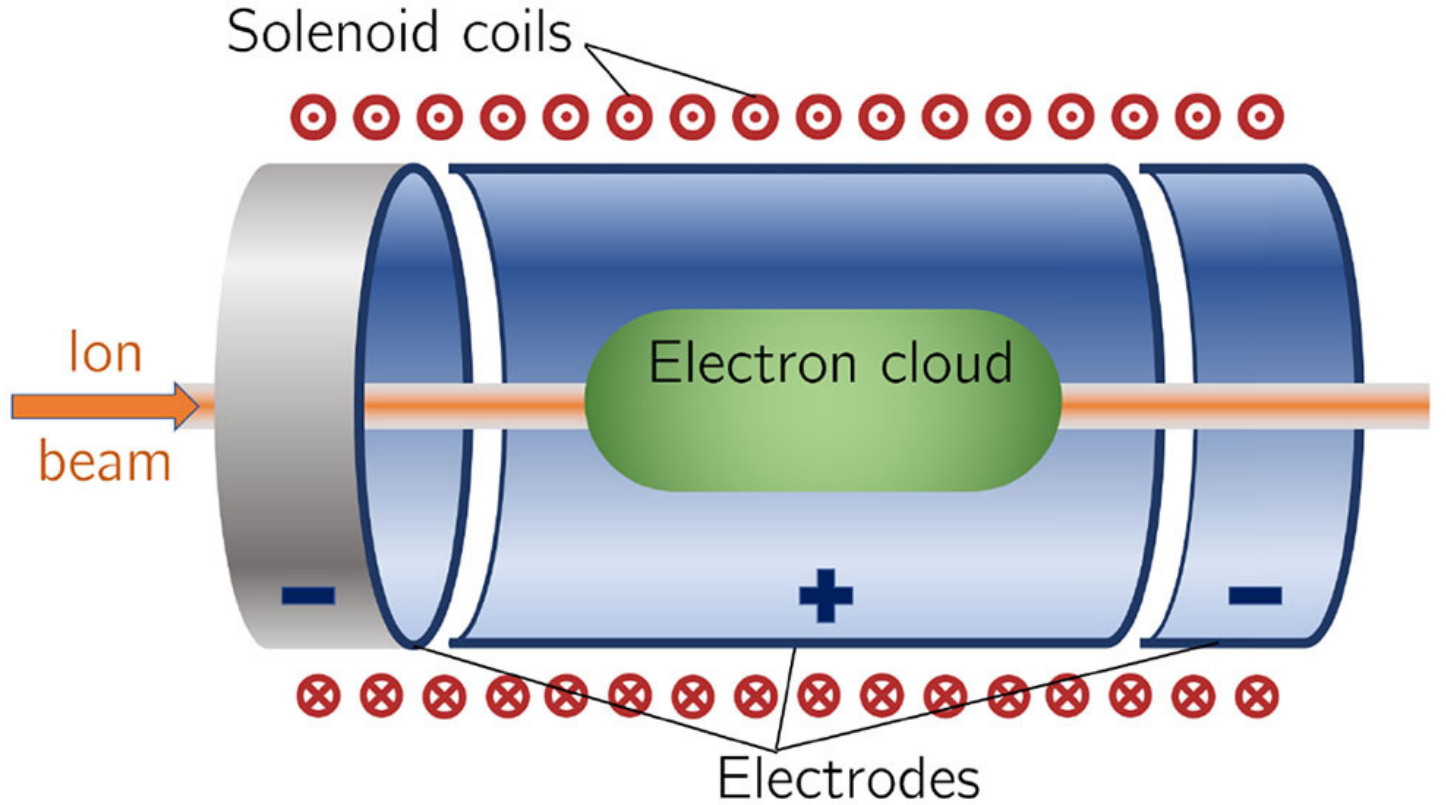 Solenoid coils
Ion
beam
Electron cloud
- + -
Electrodes